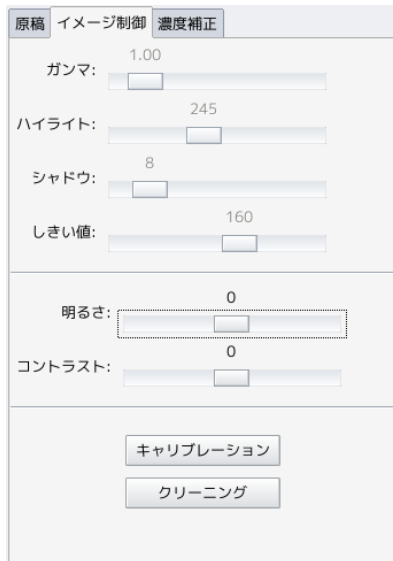 原稿 イメージ制御 濃度補正
1.00
ガンマ:
245
ハイライト:
8
シャドウ:
160
しきい値:
0
明るさ:
0
コントラスト:
キャリブレーション
クリーニング